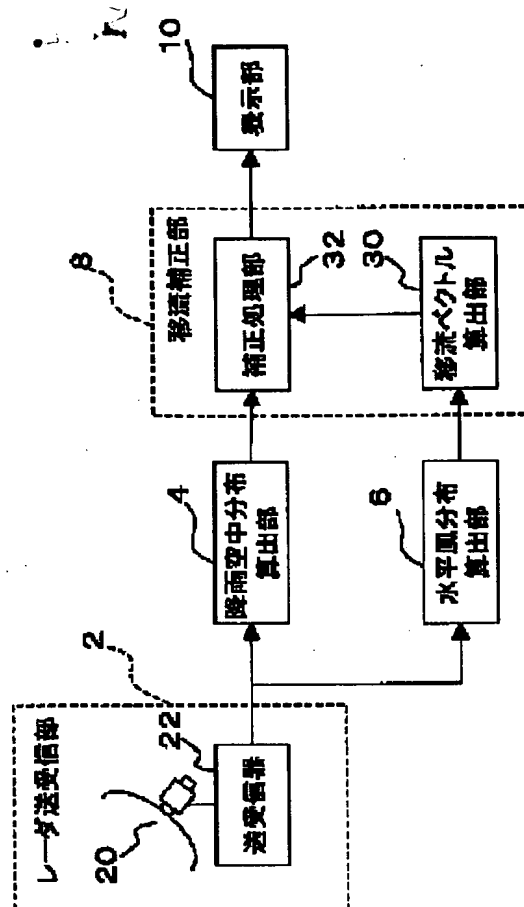 レーダ送受信部
2
20
22
送受信器
4
降雨空中分布
算出部
6
水平風分布
算出部
8
移流補正部
補正処理部
32
30
移流ベクトル
算出部
10
表示部